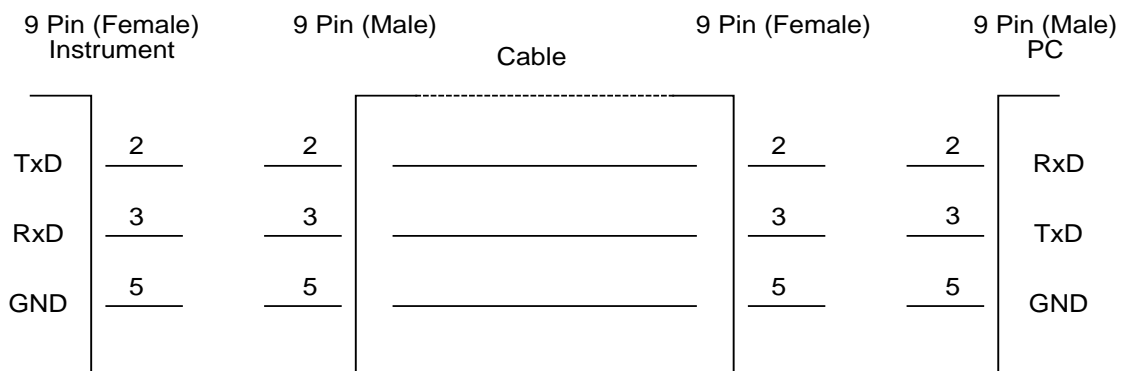 9 Pin (Female) 9 Pin (Male) 9 Pin (Female) 9 Pin (Male)
Instrument Cable PC
2 2 2 2
TxD RxD
3 3 3 3
RxD TxD
5 5 5 5
GND GND